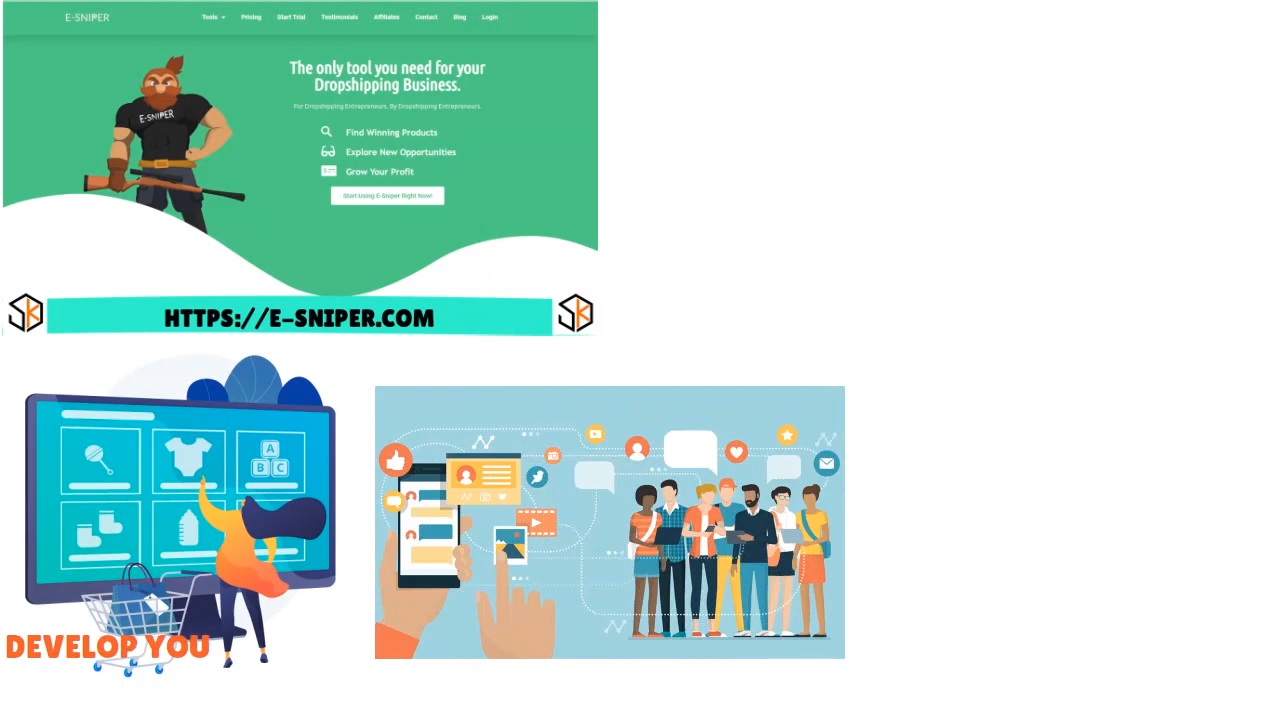 E-SNIPER
Tools Pricing Start Trial Testimonials Affiliates Contact Blog Login
The only tool you need for your
Dropshipping Business.
For Dropshipping Entrepreneurs, By Dropshipping Entrepreneurs.
E-SNIPER
Find Winning Products
Explore New Opportunities
Grow Your Profit
Start Using E-Sniper Right Now!
HTTPS://E-SNIPER.COM
A
B C
DEVELOP YOU